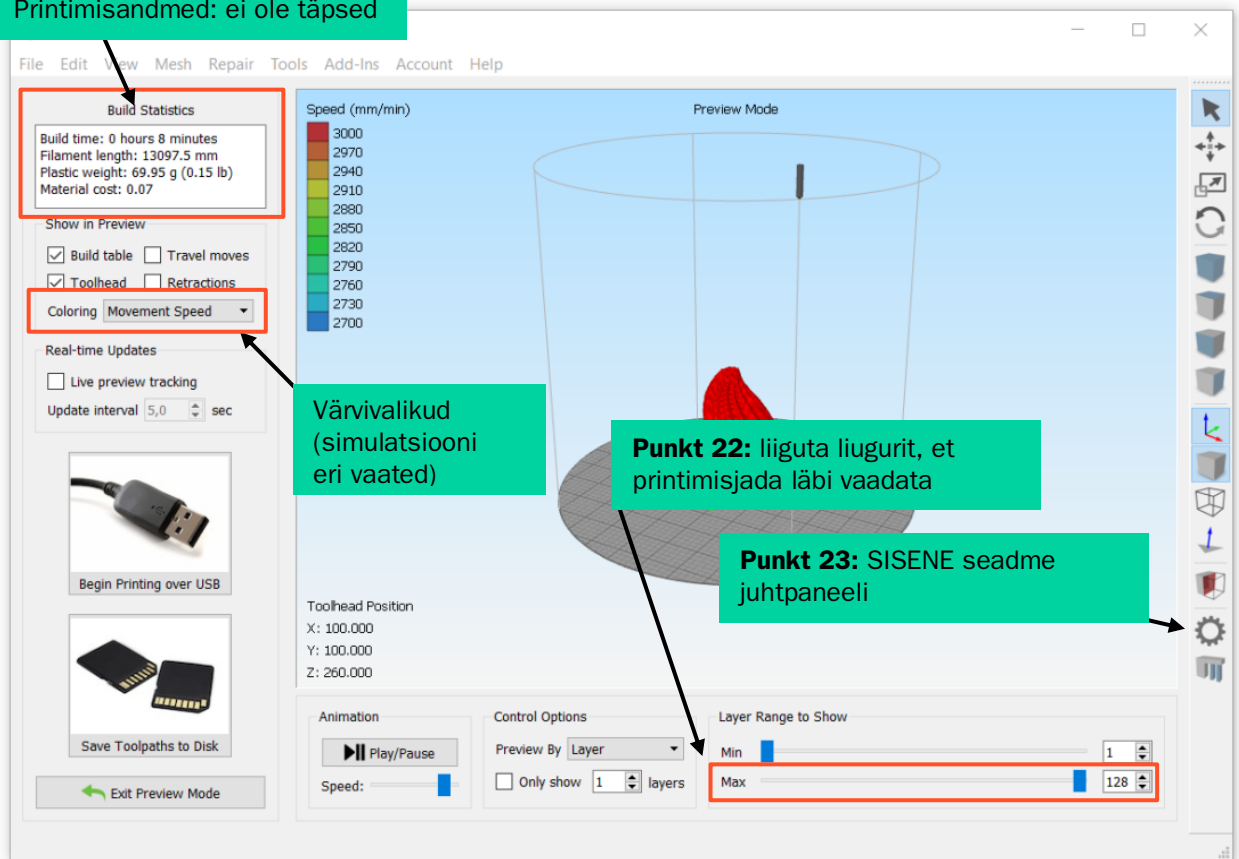 Printimisandmed: ei ole täpsed
File Edit View Mesh Repair Tools Add-Ins Account Help
Build Statistics
Build time: 0 hours 8 minutes
Filament length: 13097.5 mm
Plastic weight: 69.95 g (0.15 lb)
Material cost: 0.07
Show in Preview
Build table Travel moves
Toolhead Retractions
Coloring Movement Speed
Real-time Updates
Live preview tracking
Update interval 5,0 sec
Begin Printing over USB
Save Toolpaths to Disk
Exit Preview Mode
Speed (mm/min)
Preview Mode
3000
2970
2940
2910
2880
2850
2820
2790
2760
2730
2700
Värvivalikud
(simulatsiooni
eri vaated)
Punkt 22: liiguta liugurit, et
printimisjada läbi vaadata
Punkt 23: SISENE seadme
juhtpaneeli
Toolhead Position
X: 100.000
Y: 100.000
Z: 260.000
Animation
Play/Pause
Speed:
Control Options
Preview By Layer
Only show 1 layers
Layer Range to Show
Min 1
Max 128